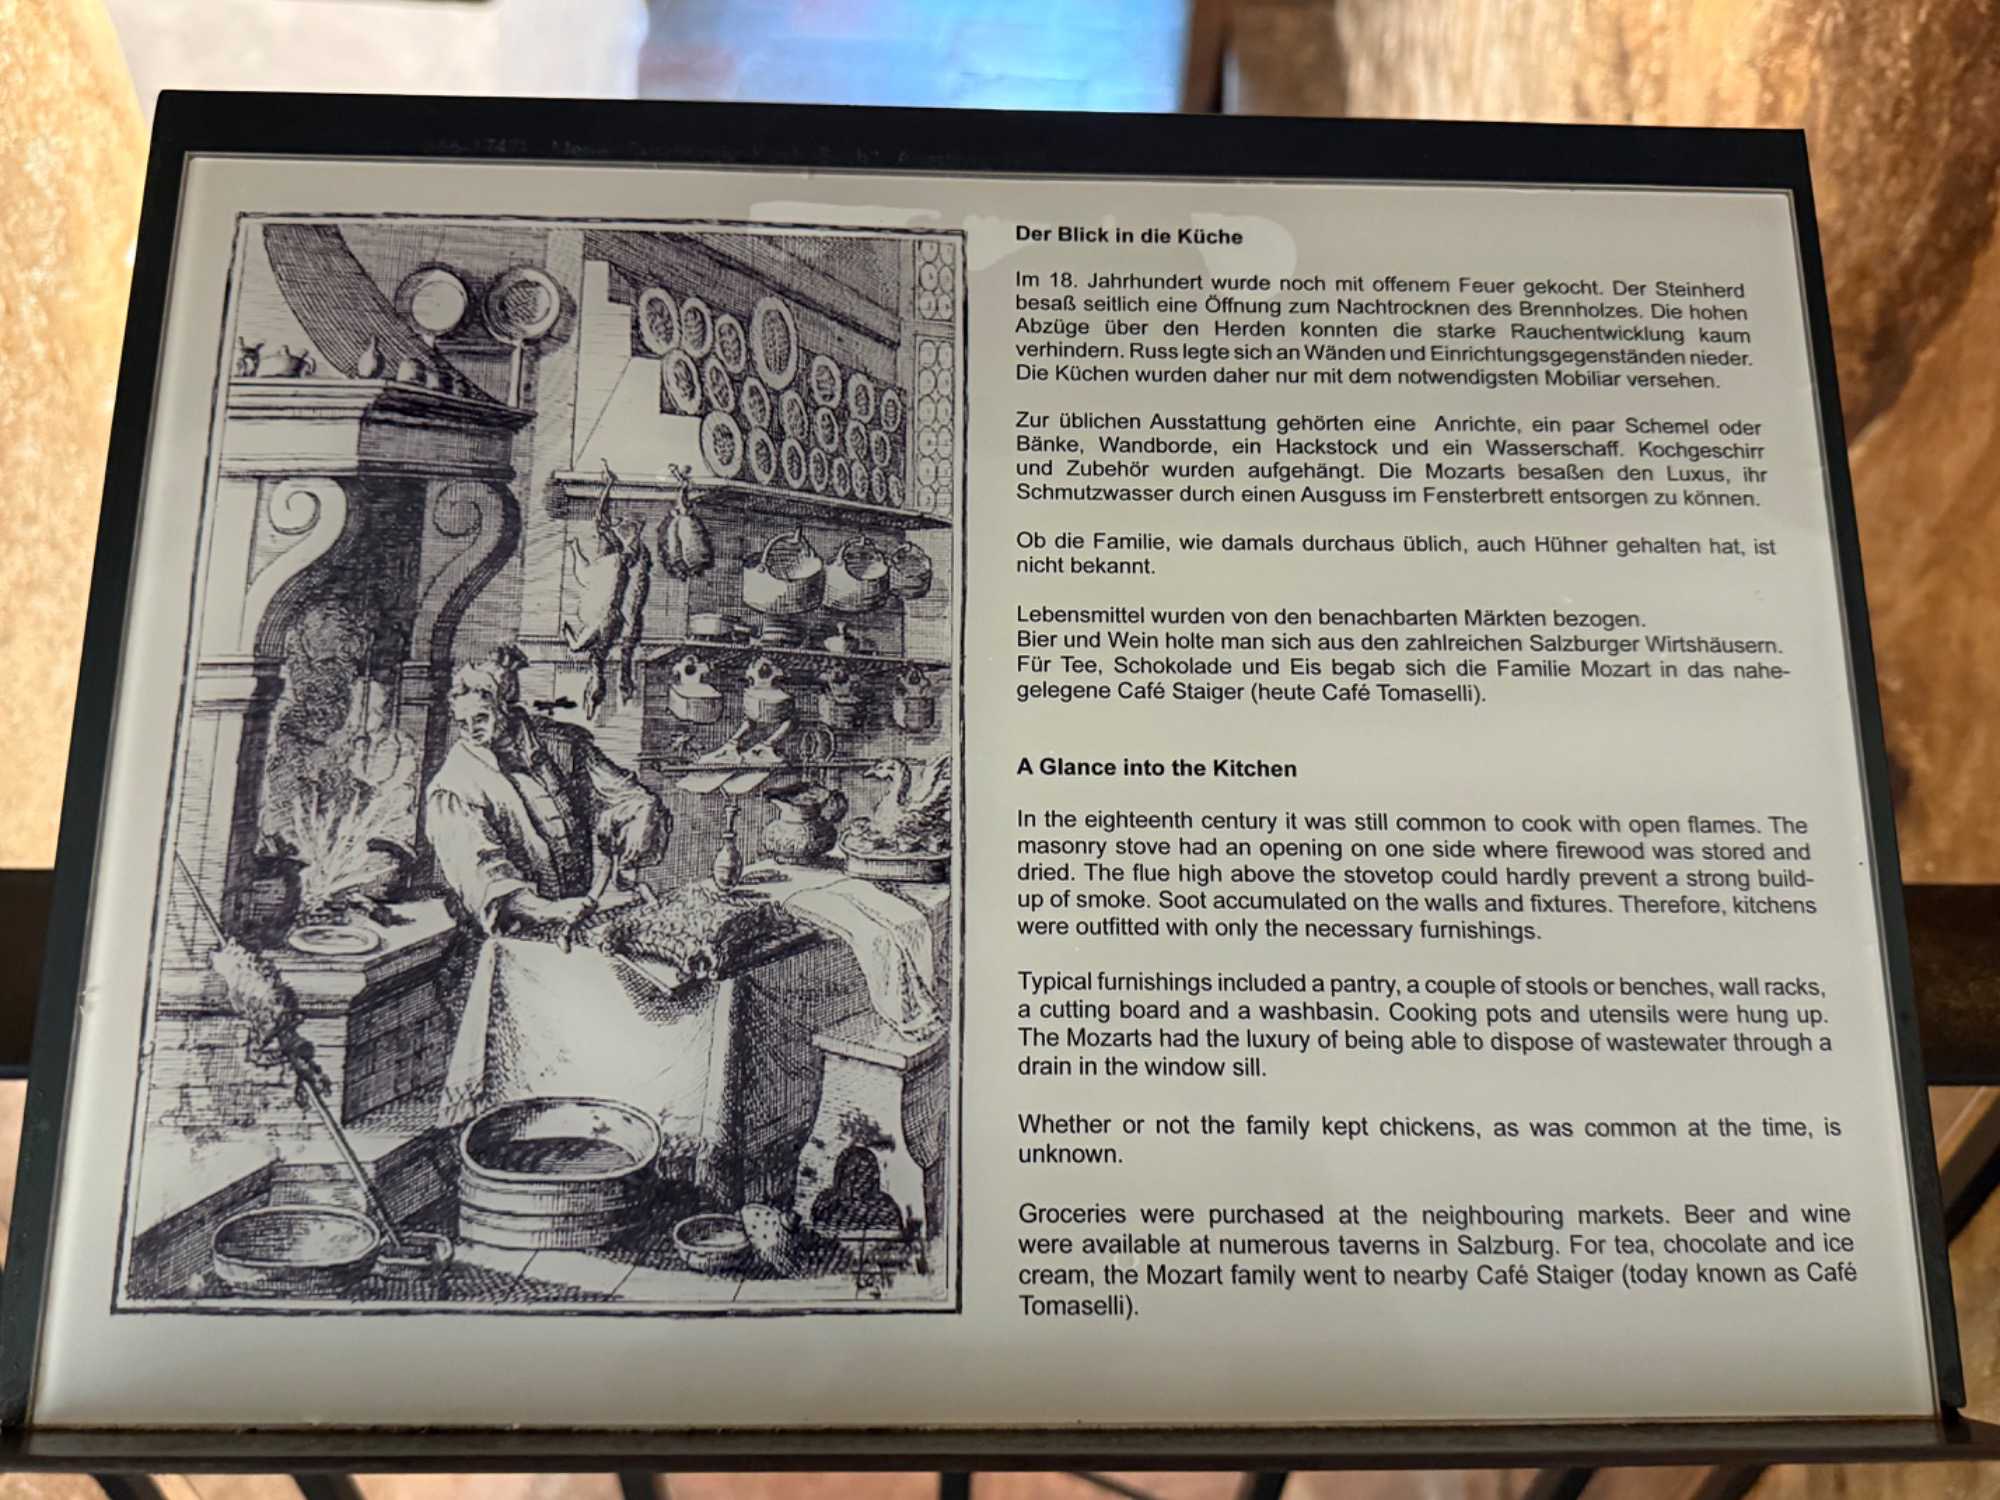 Der Blick in die Küche
Im 18. Jahrhundert wurde noch mit offenem Feuer gekocht. Der Steinherd
besaß seitlich eine Öffnung zum Nachtrocknen des Brennholzes. Die hohen
Abzüge über den Herden konnten die starke Rauchentwicklung kaum
verhindern. Russ legte sich an Wänden und Einrichtungsgegenständen nieder.
Die Küchen wurden daher nur mit dem notwendigsten Mobiliar versehen.
Zur üblichen Ausstattung gehörten eine Anrichte, ein paar Schemel oder
Bänke, Wandborde, ein Hackstock und ein Wasserschaff. Kochgeschirr
und Zubehör wurden aufgehängt. Die Mozarts besaßen den Luxus, ihr
Schmutzwasser durch einen Ausguss im Fensterbrett entsorgen zu können.
Ob die Familie, wie damals durchaus üblich, auch Hühner gehalten hat, ist
nicht bekannt.
Lebensmittel wurden von den benachbarten Märkten bezogen.
Bier und Wein holte man sich aus den zahlreichen Salzburger Wirtshäusern.
Für Tee, Schokolade und Eis begab sich die Familie Mozart in das nahe-
gelegene Café Staiger (heute Café Tomaselli).
A Glance into the Kitchen
In the eighteenth century it was still common to cook with open flames. The
masonry stove had an opening on one side where firewood was stored and
dried. The flue high above the stovetop could hardly prevent a strong build-
up of smoke. Soot accumulated on the walls and fixtures. Therefore, kitchens
were outfitted with only the necessary furnishings.
Typical furnishings included a pantry, a couple of stools or benches, wall racks,
a cutting board and a washbasin. Cooking pots and utensils were hung up.
The Mozarts had the luxury of being able to dispose of wastewater through a
drain in the window sill.
Whether or not the family kept chickens, as was common at the time, is
unknown.
Groceries were purchased at the neighbouring markets. Beer and wine
were available at numerous taverns in Salzburg. For tea, chocolate and ice
cream, the Mozart family went to nearby Café Staiger (today known as Café
Tomaselli).